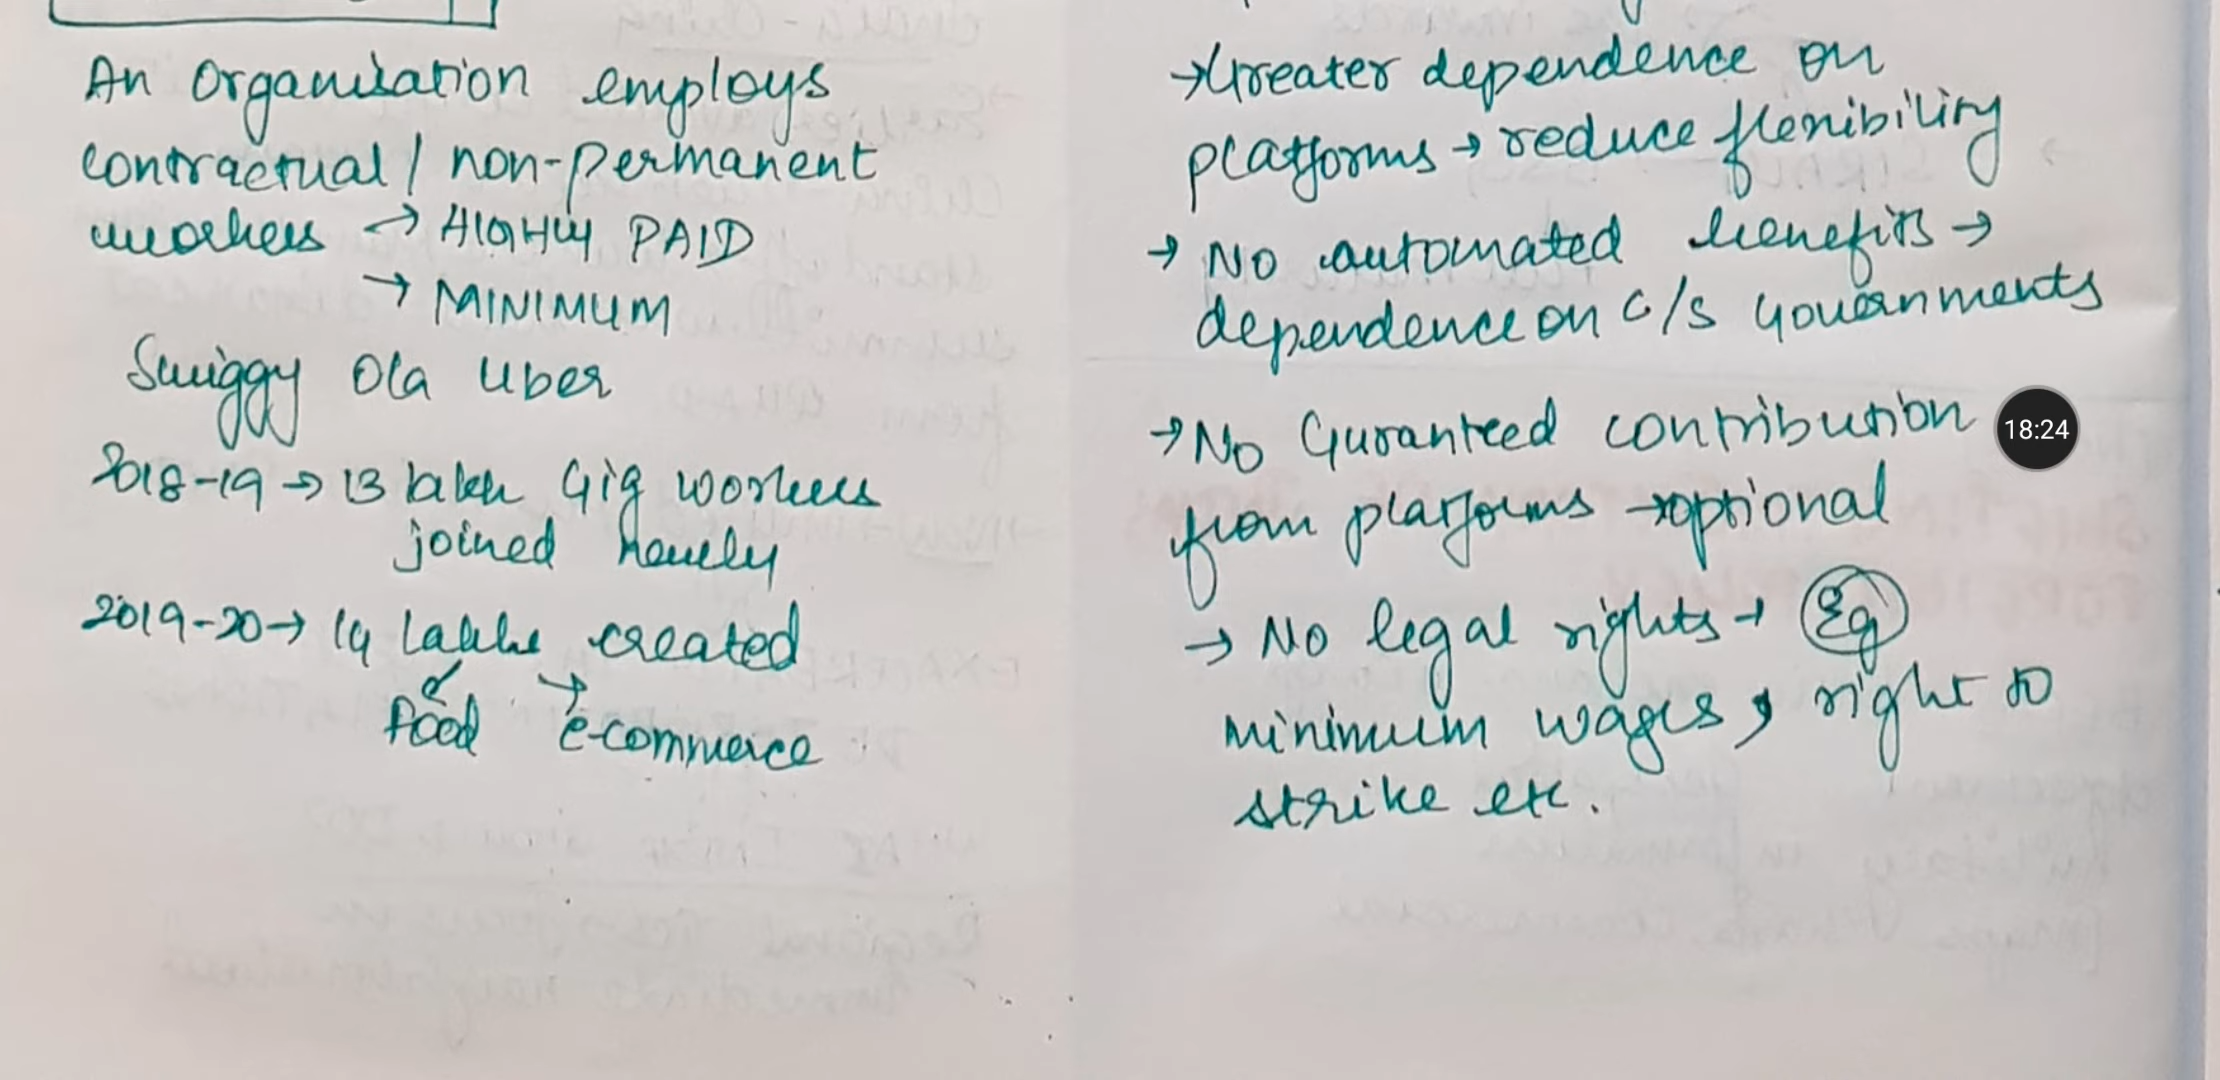 An Organisation employs
contractual / non-permanent
workers → HIGHLY PAID
→ MINIMUM
Swiggy Ola Uber
2018-19 → 13 lakh Gig workers
joined newly
2019-20 → 14 Lakhs created
food e-commerce
→ Greater dependence on
platforms → reduce flexibility
→ No automated benefits →
dependence on C/S Governments
→ No Guranteed contribution
18:24
from platforms → optional
→ No legal rights → Eg
minimum wages, right to
strike etc.